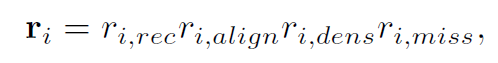 𝐫_i = r_{i,rec} r_{i,align} r_{i,dens} r_{i,miss},